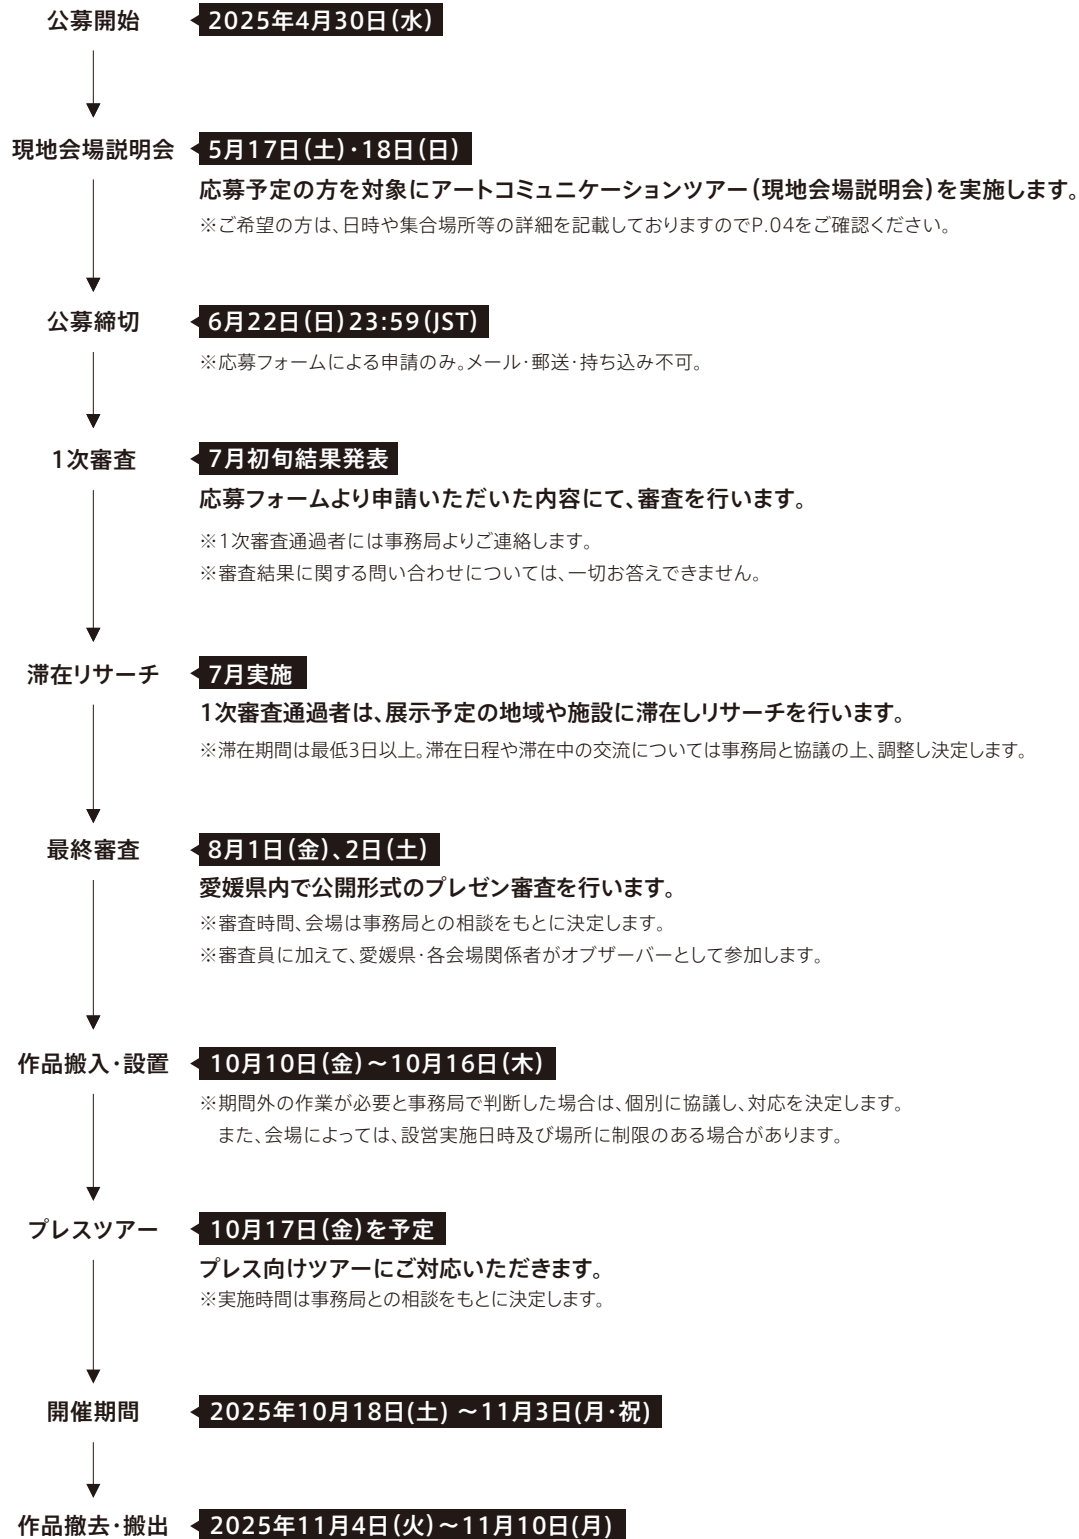 公募開始 2025年4月30日(水)
現地会場説明会 5月17日(土)・18日(日)
応募予定の方を対象にアートコミュニケーションツアー(現地会場説明会)を実施します。
※ご希望の方は、日時や集合場所等の詳細を記載しておりますのでP.04をご確認ください。
公募締切 6月22日(日)23:59(JST)
※応募フォームによる申請のみ。メール・郵送・持ち込み不可。
1次審査 7月初旬結果発表
応募フォームより申請いただいた内容にて、審査を行います。
※1次審査通過者には事務局よりご連絡します。
※審査結果に関する問い合わせについては、一切お答えできません。
滞在リサーチ 7月実施
1次審査通過者は、展示予定の地域や施設に滞在しリサーチを行います。
※滞在期間は最低3日以上。滞在日程や滞在中の交流については事務局と協議の上、調整し決定します。
最終審査 8月1日(金)、2日(土)
愛媛県内で公開形式のプレゼン審査を行います。
※審査時間、会場は事務局との相談をもとに決定します。
※審査員に加えて、愛媛県・各会場関係者がオブザーバーとして参加します。
作品搬入・設置 10月10日(金)~10月16日(木)
※期間外の作業が必要と事務局で判断した場合は、個別に協議し、対応を決定します。
また、会場によっては、設営実施日時及び場所に制限のある場合があります。
プレスツアー 10月17日(金)を予定
プレス向けツアーにご対応いただきます。
※実施時間は事務局との相談をもとに決定します。
開催期間 2025年10月18日(土) ~11月3日(月・祝)
作品撤去・搬出 2025年11月4日(火)~11月10日(月)